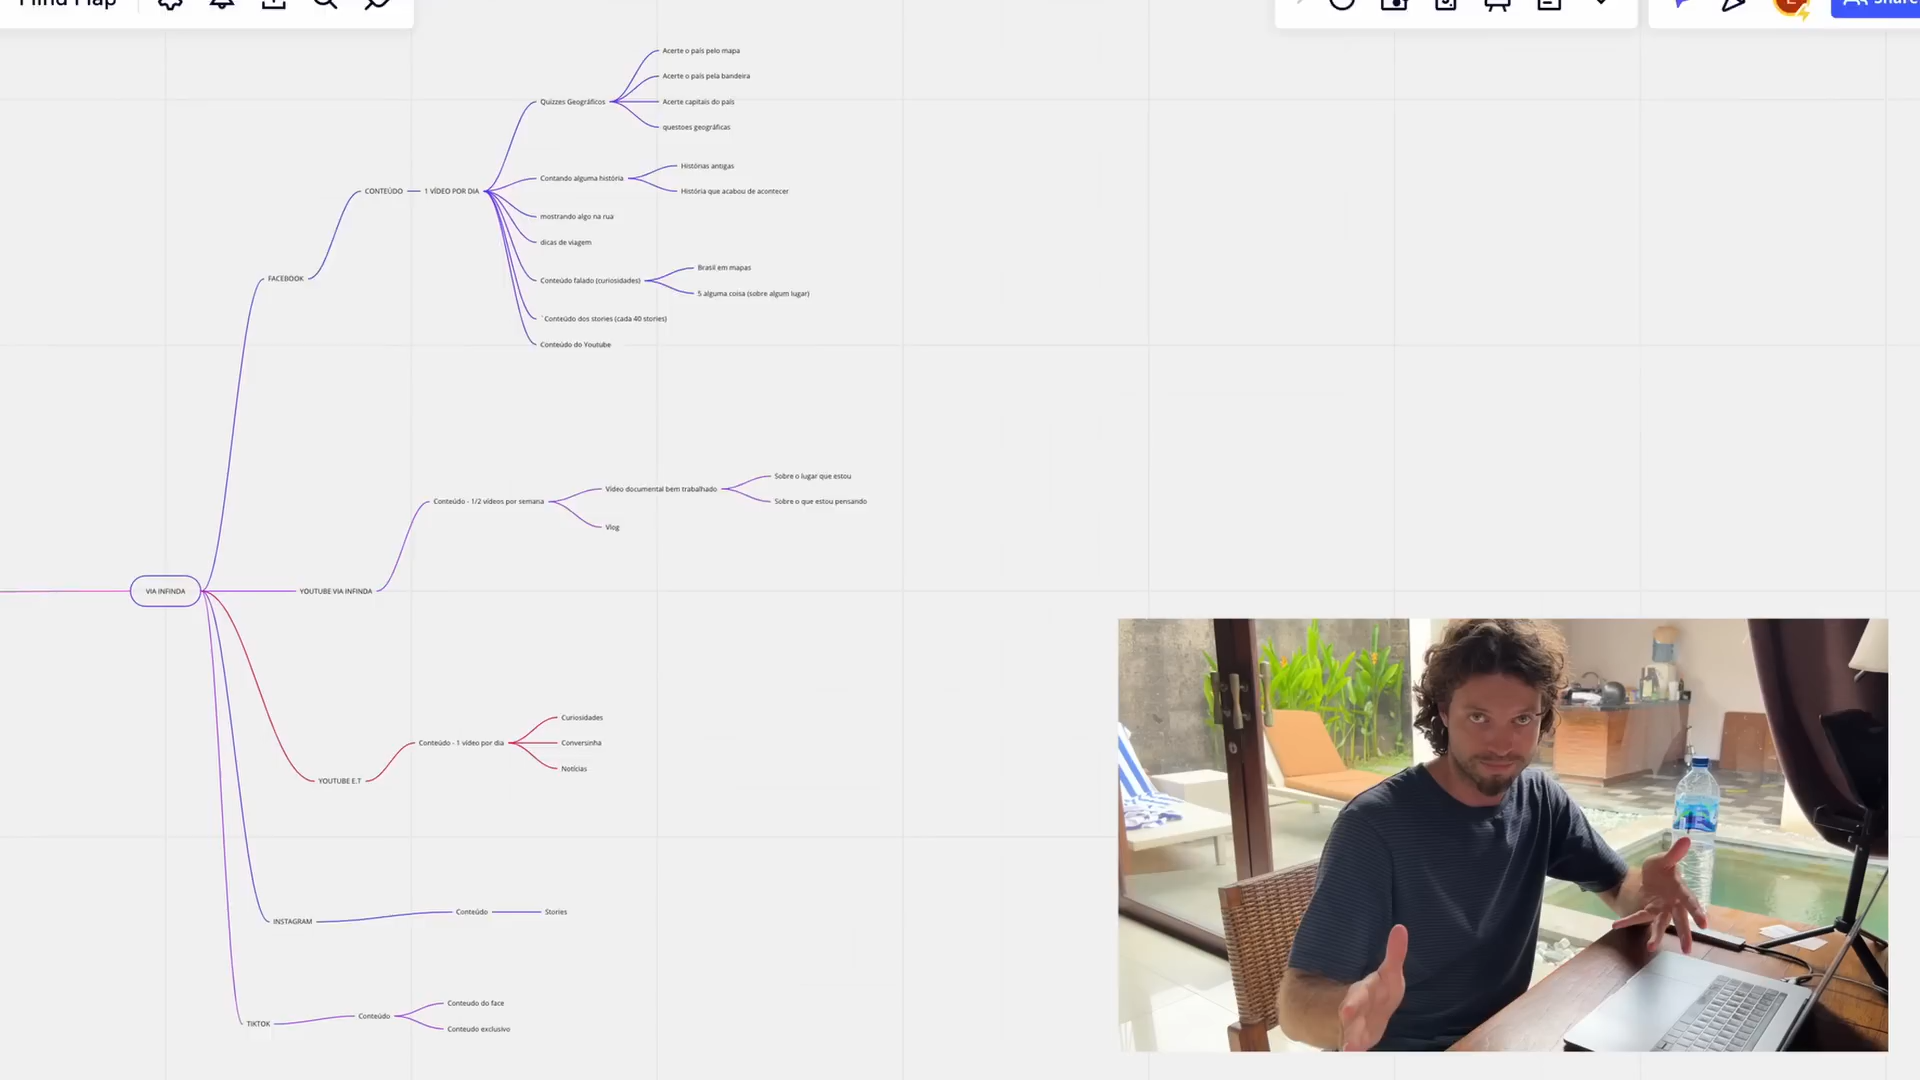 Mind Map
Share
Acerte o país pelo mapa
Acerte o país pela bandeira
Quizzes Geográficos
Acerte capitais do país
questoes geográficas
Histórias antigas
Contando alguma história
História que acabou de acontecer
CONTEÚDO
1 VÍDEO POR DIA
mostrando algo na rua
dicas de viagem
Brasil em mapas
Conteúdo falado (curiosidades)
5 alguma coisa (sobre algum lugar)
FACEBOOK
`Conteúdo dos stories (cada 40 stories)
Conteúdo do Youtube
Sobre o lugar que estou
Vídeo documental bem trabalhado
Conteúdo - 1/2 vídeos por semana
Sobre o que estou pensando
Vlog
VIA INFINDA
YOUTUBE VIA INFINDA
Curiosidades
Conteúdo - 1 vídeo por dia
Conversinha
Notícias
YOUTUBE E.T
Conteúdo
Stories
INSTAGRAM
Conteudo do face
Conteúdo
TIKTOK
Conteudo exclusivo